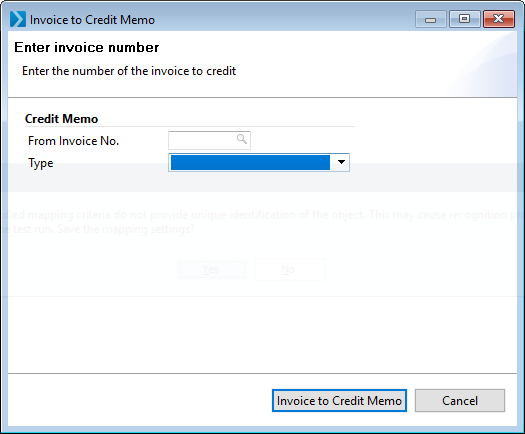 Invoice to Credit Memo
Enter invoice number
Enter the number of the invoice to credit
Credit Memo
From Invoice No.
Type
mapping criteria do not provide unique identification of the object. This may cause recognition
test run. Save the mapping settings?
Yes No
Invoice to Credit Memo Cancel